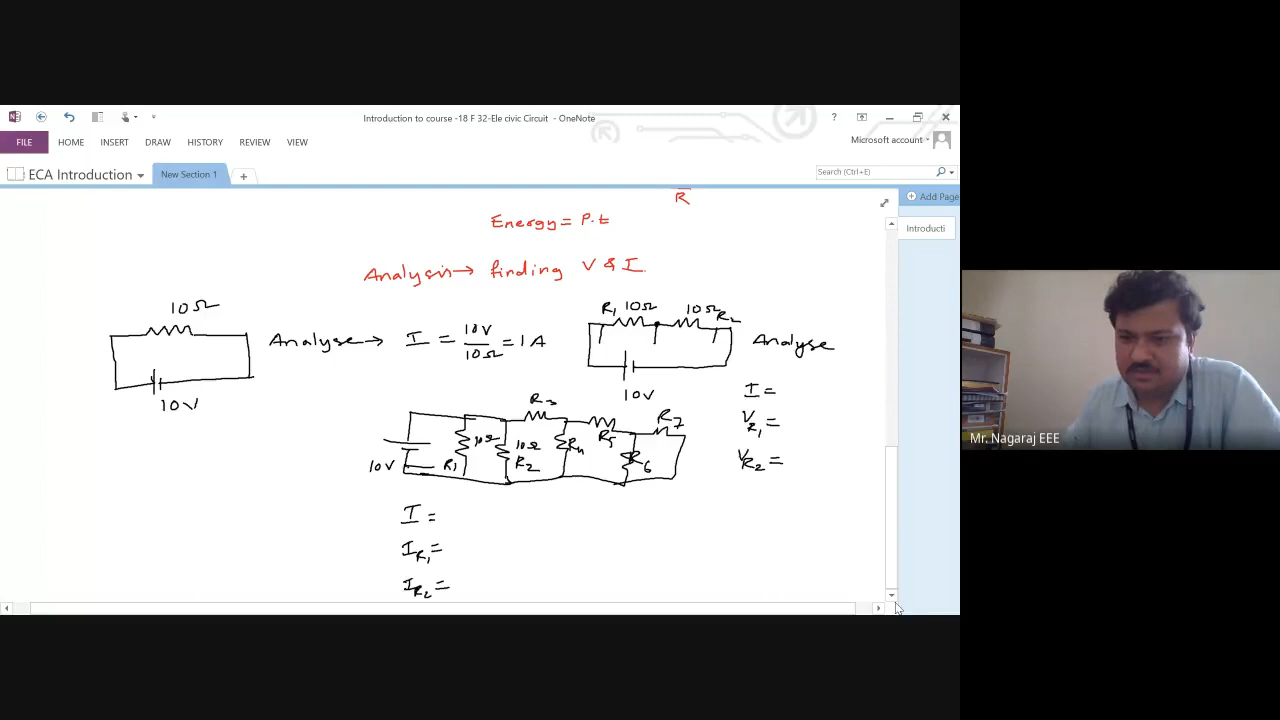 Introduction to course -18 F 32-Ele civic Circuit - OneNote
FILE HOME INSERT DRAW HISTORY REVIEW VIEW
Microsoft account
ECA Introduction
New Section 1
Search (Ctrl+E)
Add Page
Introducti
R
Energy = P.t
Analysis → finding V & I.
10Ω
10V
Analyse → I = 10V/10Ω = 1 A
R1 10Ω 10Ω R2
10V
Analyse
I =
VR1 =
VR2 =
R3
R5 R7
10V R1 10Ω 10Ω R2 R4 R6
I =
IR1 =
IR2 =
Mr. Nagaraj EEE